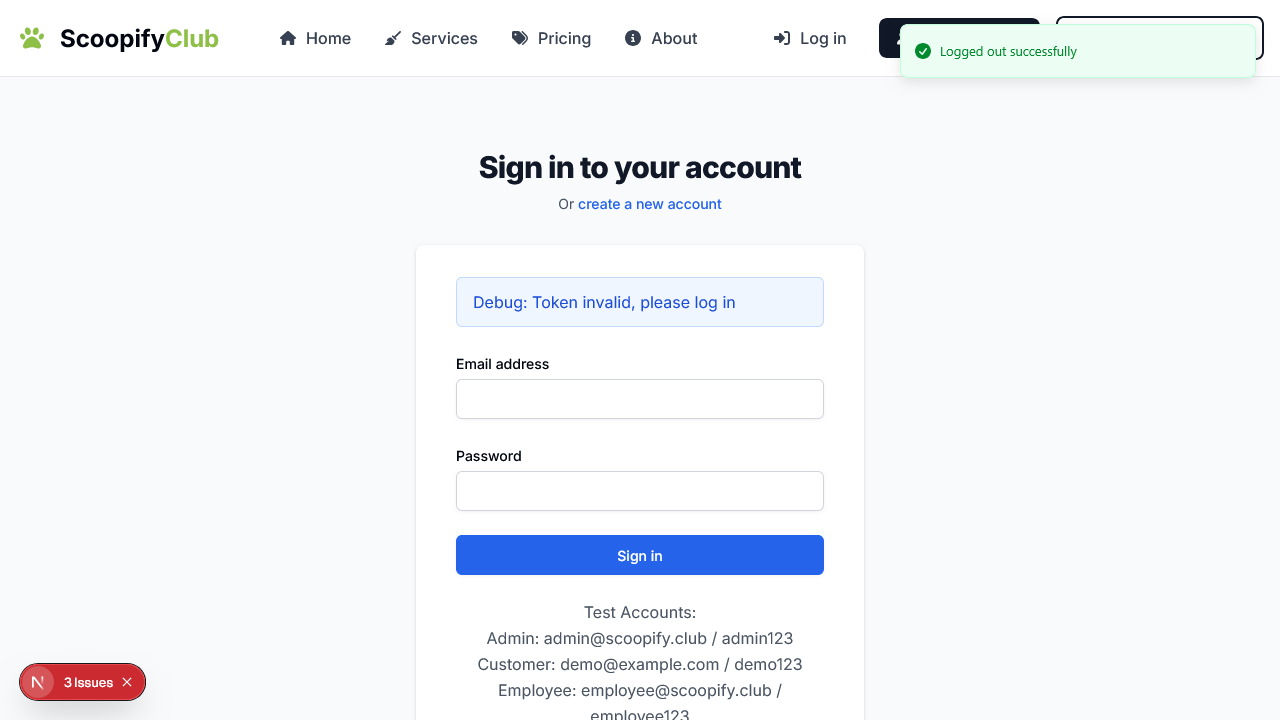 ScoopifyClub
Home
Services
Pricing
About
Log in
Logged out successfully
Sign in to your account
Or create a new account
Debug: Token invalid, please log in
Email address
Password
Sign in
Test Accounts:
Admin: admin@scoopify.club / admin123
Customer: demo@example.com / demo123
Employee: employee@scoopify.club /
employee123
3 Issues